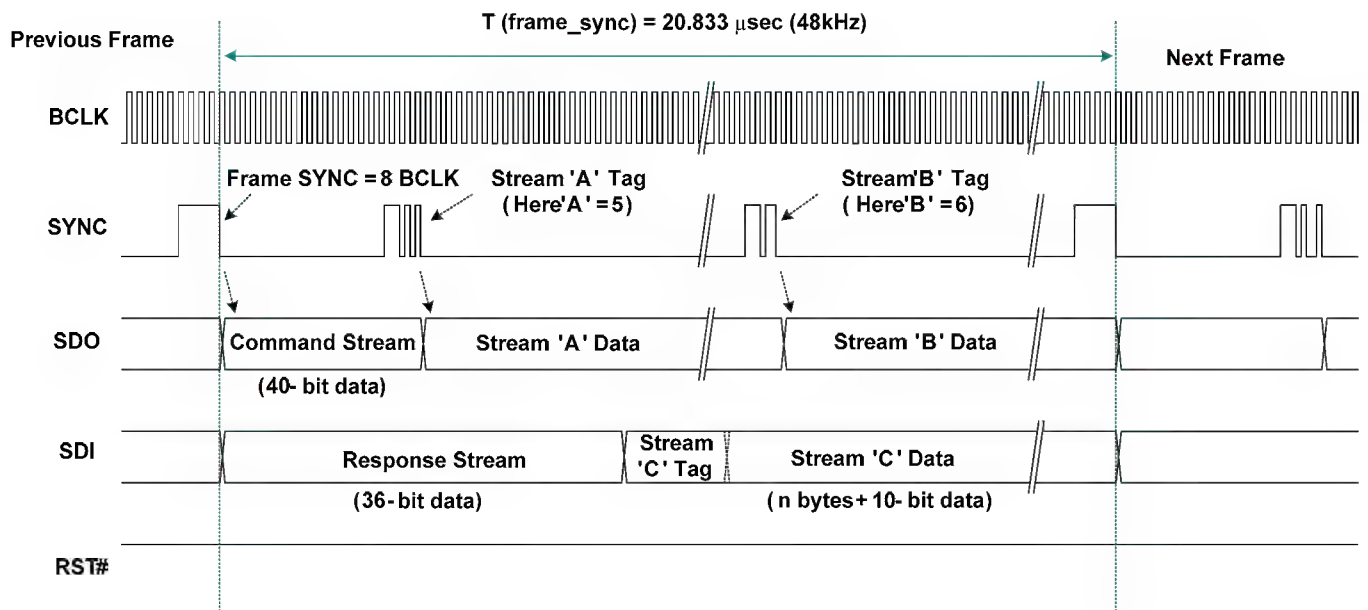 T (frame_sync) = 20.833 μsec (48kHz)
Previous Frame
Next Frame
BCLK
Frame SYNC = 8 BCLK
Stream 'A' Tag
(Here'A' = 5)
Stream'B' Tag
( Here'B' = 6)
SYNC
SDO
Command Stream
Stream 'A' Data
Stream 'B' Data
(40- bit data)
SDI
Response Stream
Stream
'C' Tag
Stream 'C' Data
(36- bit data)
( n bytes + 10- bit data)
RST#